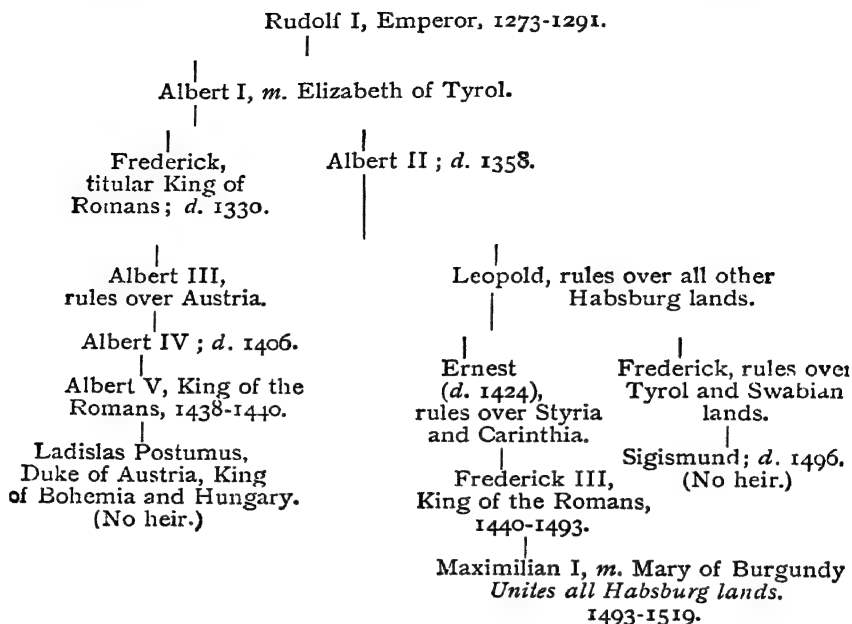 Rudolf I, Emperor, 1273-1291.
Albert I, m. Elizabeth of Tyrol.
Frederick,
titular King of
Romans; d. 1330.
Albert II ; d. 1358.
Albert III,
rules over Austria.
Leopold, rules over all other
Habsburg lands.
Albert IV ; d. 1406.
Albert V, King of the
Romans, 1438-1440.
Ladislas Postumus,
Duke of Austria, King
of Bohemia and Hungary.
(No heir.)
Ernest
(d. 1424),
rules over Styria
and Carinthia.
Frederick, rules over
Tyrol and Swabian
lands.
Sigismund; d. 1496.
(No heir.)
Frederick III,
King of the Romans,
1440-1493.
Maximilian I, m. Mary of Burgundy
Unites all Habsburg lands.
1493-1519.